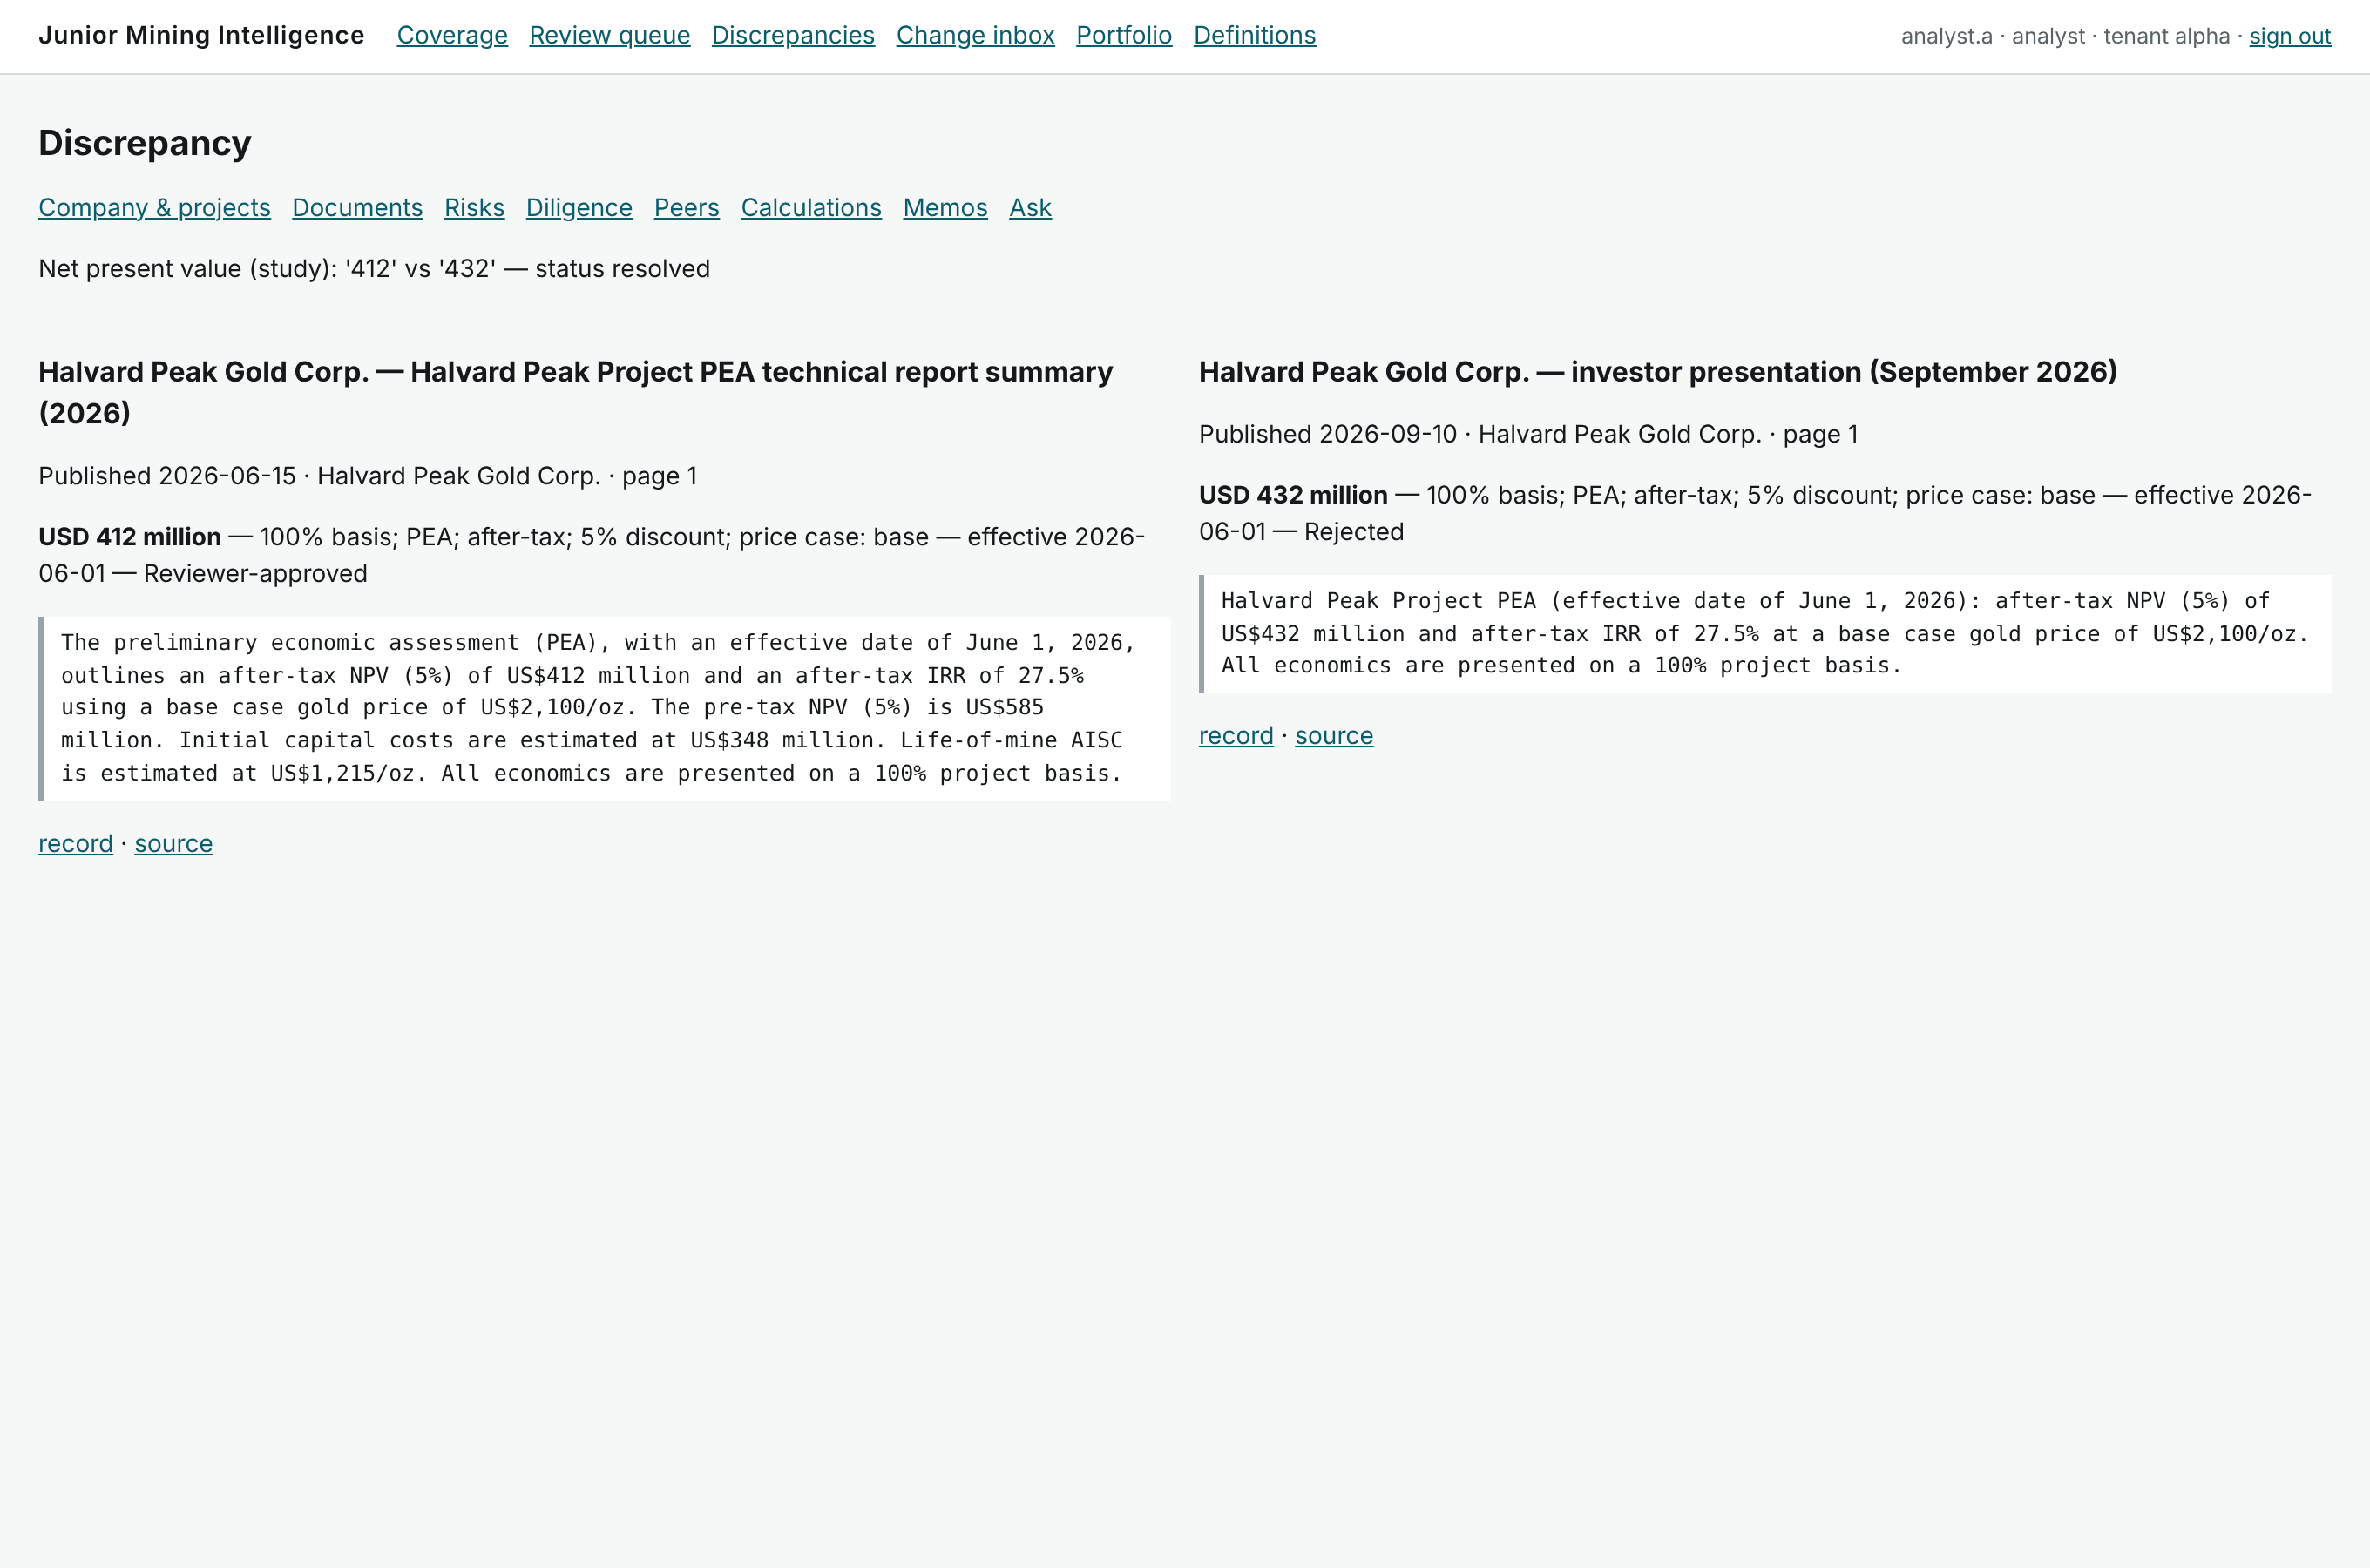 Junior Mining Intelligence Coverage Review queue Discrepancies Change inbox Portfolio Definitions analyst.a · analyst · tenant alpha · sign out
Discrepancy
Company & projects Documents Risks Diligence Peers Calculations Memos Ask
Net present value (study): '412' vs '432' — status resolved
Halvard Peak Gold Corp. — Halvard Peak Project PEA technical report summary
(2026)
Published 2026-06-15 · Halvard Peak Gold Corp. · page 1
USD 412 million — 100% basis; PEA; after-tax; 5% discount; price case: base — effective 2026-
06-01 — Reviewer-approved
The preliminary economic assessment (PEA), with an effective date of June 1, 2026,
outlines an after-tax NPV (5%) of US$412 million and an after-tax IRR of 27.5%
using a base case gold price of US$2,100/oz. The pre-tax NPV (5%) is US$585
million. Initial capital costs are estimated at US$348 million. Life-of-mine AISC
is estimated at US$1,215/oz. All economics are presented on a 100% project basis.
record · source
Halvard Peak Gold Corp. — investor presentation (September 2026)
Published 2026-09-10 · Halvard Peak Gold Corp. · page 1
USD 432 million — 100% basis; PEA; after-tax; 5% discount; price case: base — effective 2026-
06-01 — Rejected
Halvard Peak Project PEA (effective date of June 1, 2026): after-tax NPV (5%) of
US$432 million and after-tax IRR of 27.5% at a base case gold price of US$2,100/oz.
All economics are presented on a 100% project basis.
record · source